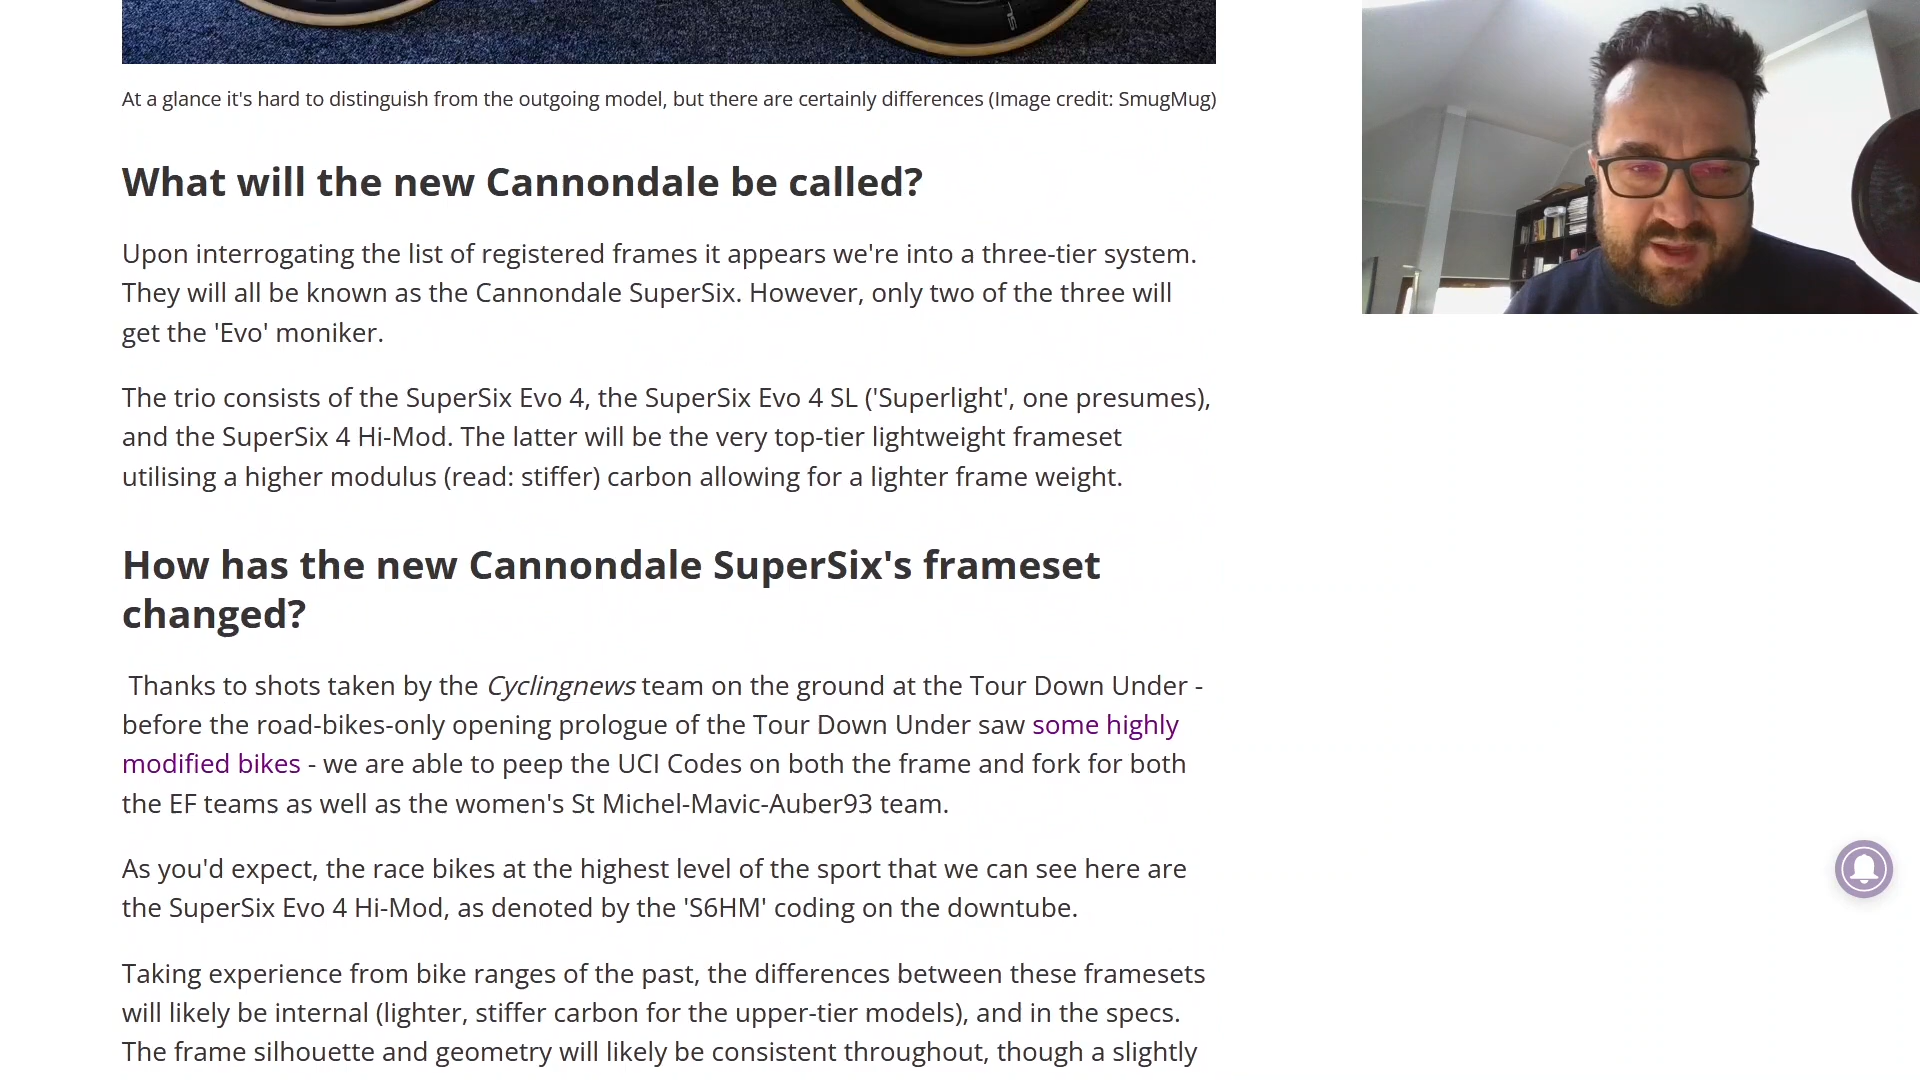 At a glance it's hard to distinguish from the outgoing model, but there are certainly differences (Image credit: SmugMug)
What will the new Cannondale be called?
Upon interrogating the list of registered frames it appears we're into a three-tier system.
They will all be known as the Cannondale SuperSix. However, only two of the three will
get the 'Evo' moniker.
The trio consists of the SuperSix Evo 4, the SuperSix Evo 4 SL ('Superlight', one presumes),
and the SuperSix 4 Hi-Mod. The latter will be the very top-tier lightweight frameset
utilising a higher modulus (read: stiffer) carbon allowing for a lighter frame weight.
How has the new Cannondale SuperSix's frameset
changed?
Thanks to shots taken by the Cyclingnews team on the ground at the Tour Down Under -
before the road-bikes-only opening prologue of the Tour Down Under saw some highly
modified bikes - we are able to peep the UCI Codes on both the frame and fork for both
the EF teams as well as the women's St Michel-Mavic-Auber93 team.
As you'd expect, the race bikes at the highest level of the sport that we can see here are
the SuperSix Evo 4 Hi-Mod, as denoted by the 'S6HM' coding on the downtube.
Taking experience from bike ranges of the past, the differences between these framesets
will likely be internal (lighter, stiffer carbon for the upper-tier models), and in the specs.
The frame silhouette and geometry will likely be consistent throughout, though a slightly